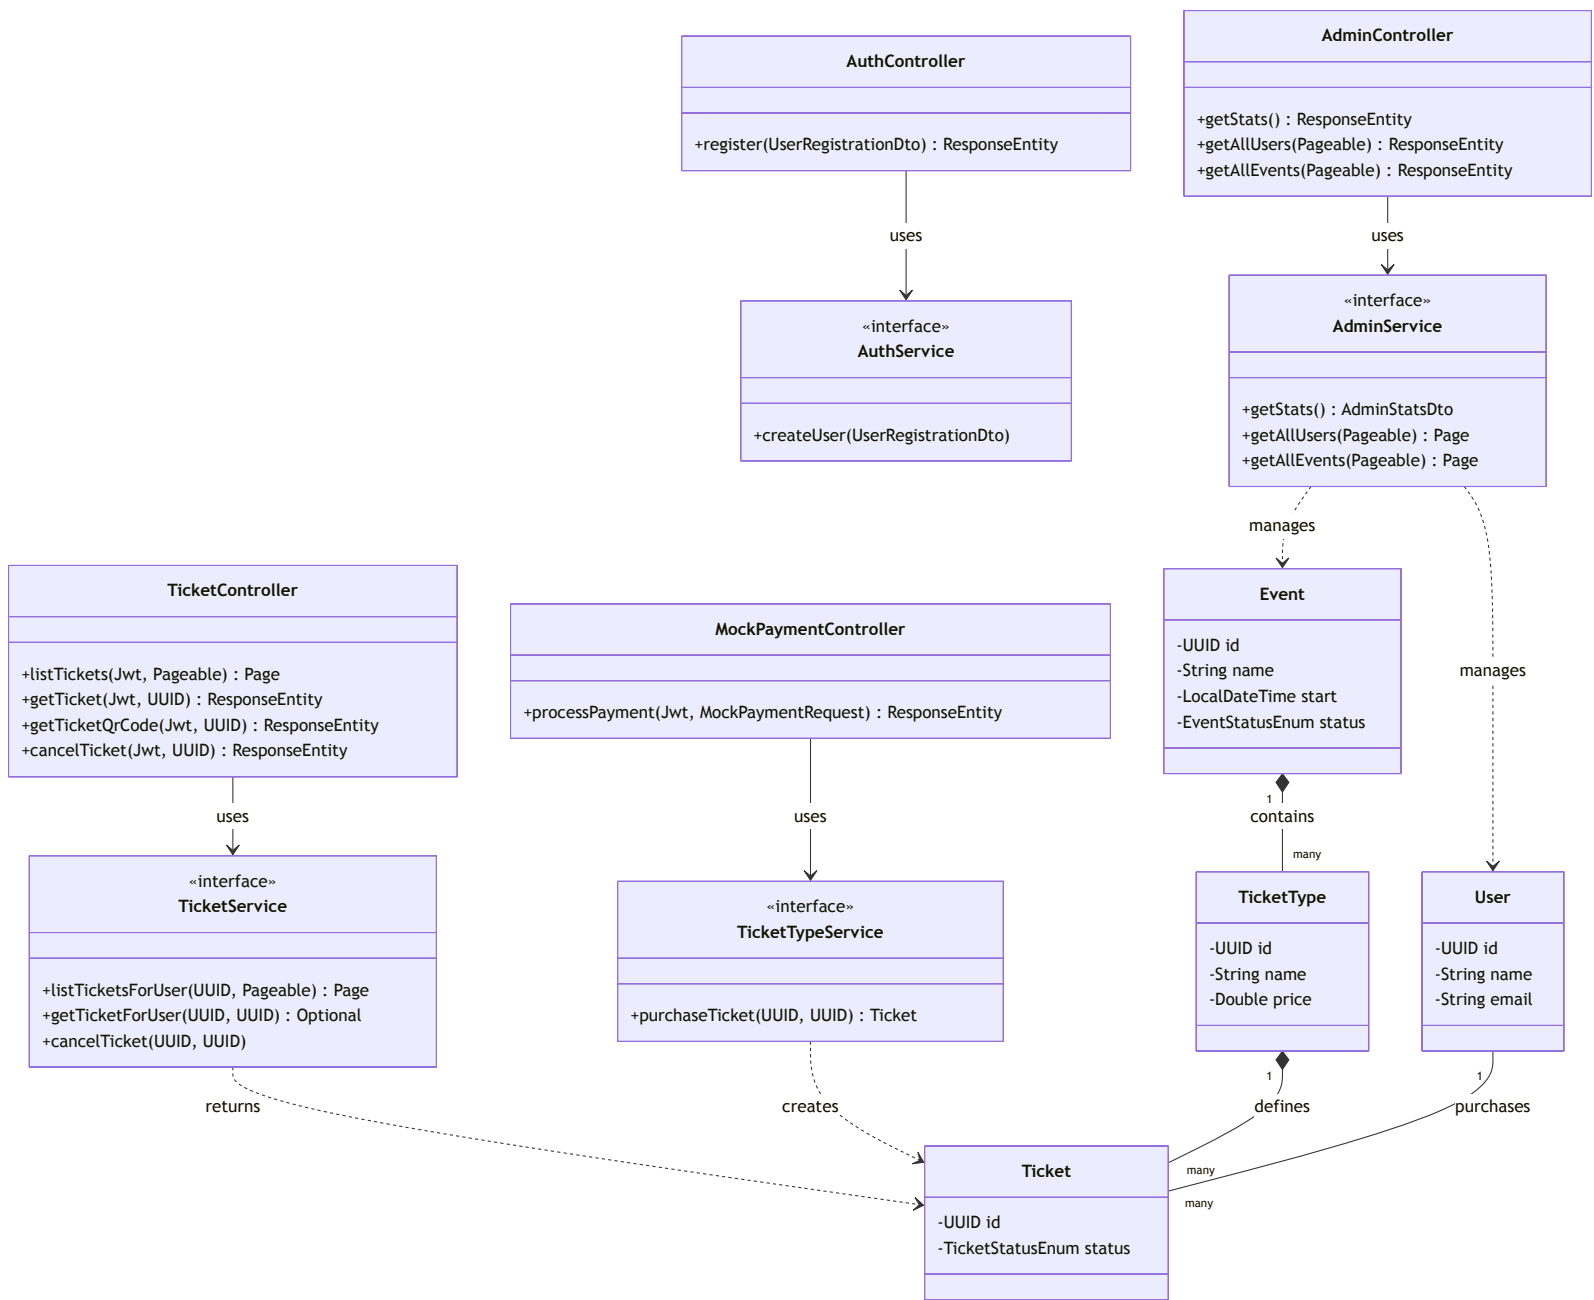 AuthController
+register(UserRegistrationDto) : ResponseEntity
uses
«interface»
AuthService
+createUser(UserRegistrationDto)
AdminController
+getStats() : ResponseEntity
+getAllUsers(Pageable) : ResponseEntity
+getAllEvents(Pageable) : ResponseEntity
uses
«interface»
AdminService
+getStats() : AdminStatsDto
+getAllUsers(Pageable) : Page
+getAllEvents(Pageable) : Page
manages
manages
TicketController
+listTickets(Jwt, Pageable) : Page
+getTicket(Jwt, UUID) : ResponseEntity
+getTicketQrCode(Jwt, UUID) : ResponseEntity
+cancelTicket(Jwt, UUID) : ResponseEntity
uses
«interface»
TicketService
+listTicketsForUser(UUID, Pageable) : Page
+getTicketForUser(UUID, UUID) : Optional
+cancelTicket(UUID, UUID)
returns
MockPaymentController
+processPayment(Jwt, MockPaymentRequest) : ResponseEntity
uses
«interface»
TicketTypeService
+purchaseTicket(UUID, UUID) : Ticket
creates
Event
-UUID id
-String name
-LocalDateTime start
-EventStatusEnum status
1
contains
many
TicketType
-UUID id
-String name
-Double price
1
defines
many
User
-UUID id
-String name
-String email
1
purchases
many
Ticket
-UUID id
-TicketStatusEnum status